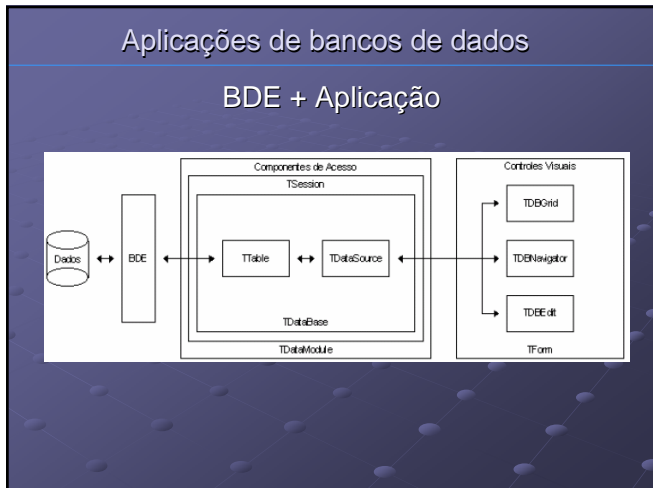 Aplicações de bancos de dados
BDE + Aplicação
Componentes de Acesso
TSession
Dados
BDE
TTable
TDataSource
TDataBase
TDataModule
Controles Visuais
TDBGrid
TDBNavigator
TDBEdit
TForm